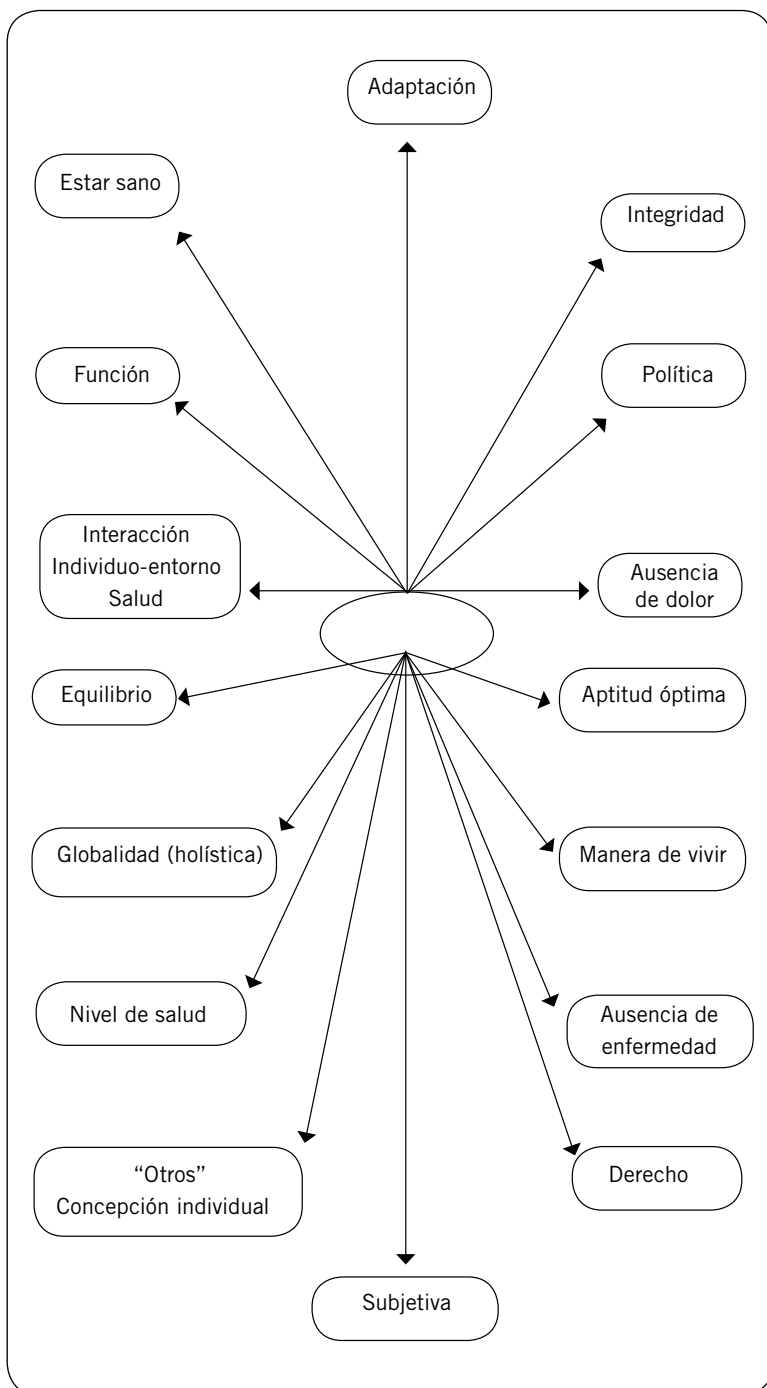 Adaptación
Estar sano
Integridad
Función
Política
Interacción
Individuo-entorno
Salud
Ausencia
de dolor
Equilibrio
Aptitud óptima
Globalidad (holística)
Manera de vivir
Nivel de salud
Ausencia de
enfermedad
“Otros”
Concepción individual
Derecho
Subjetiva